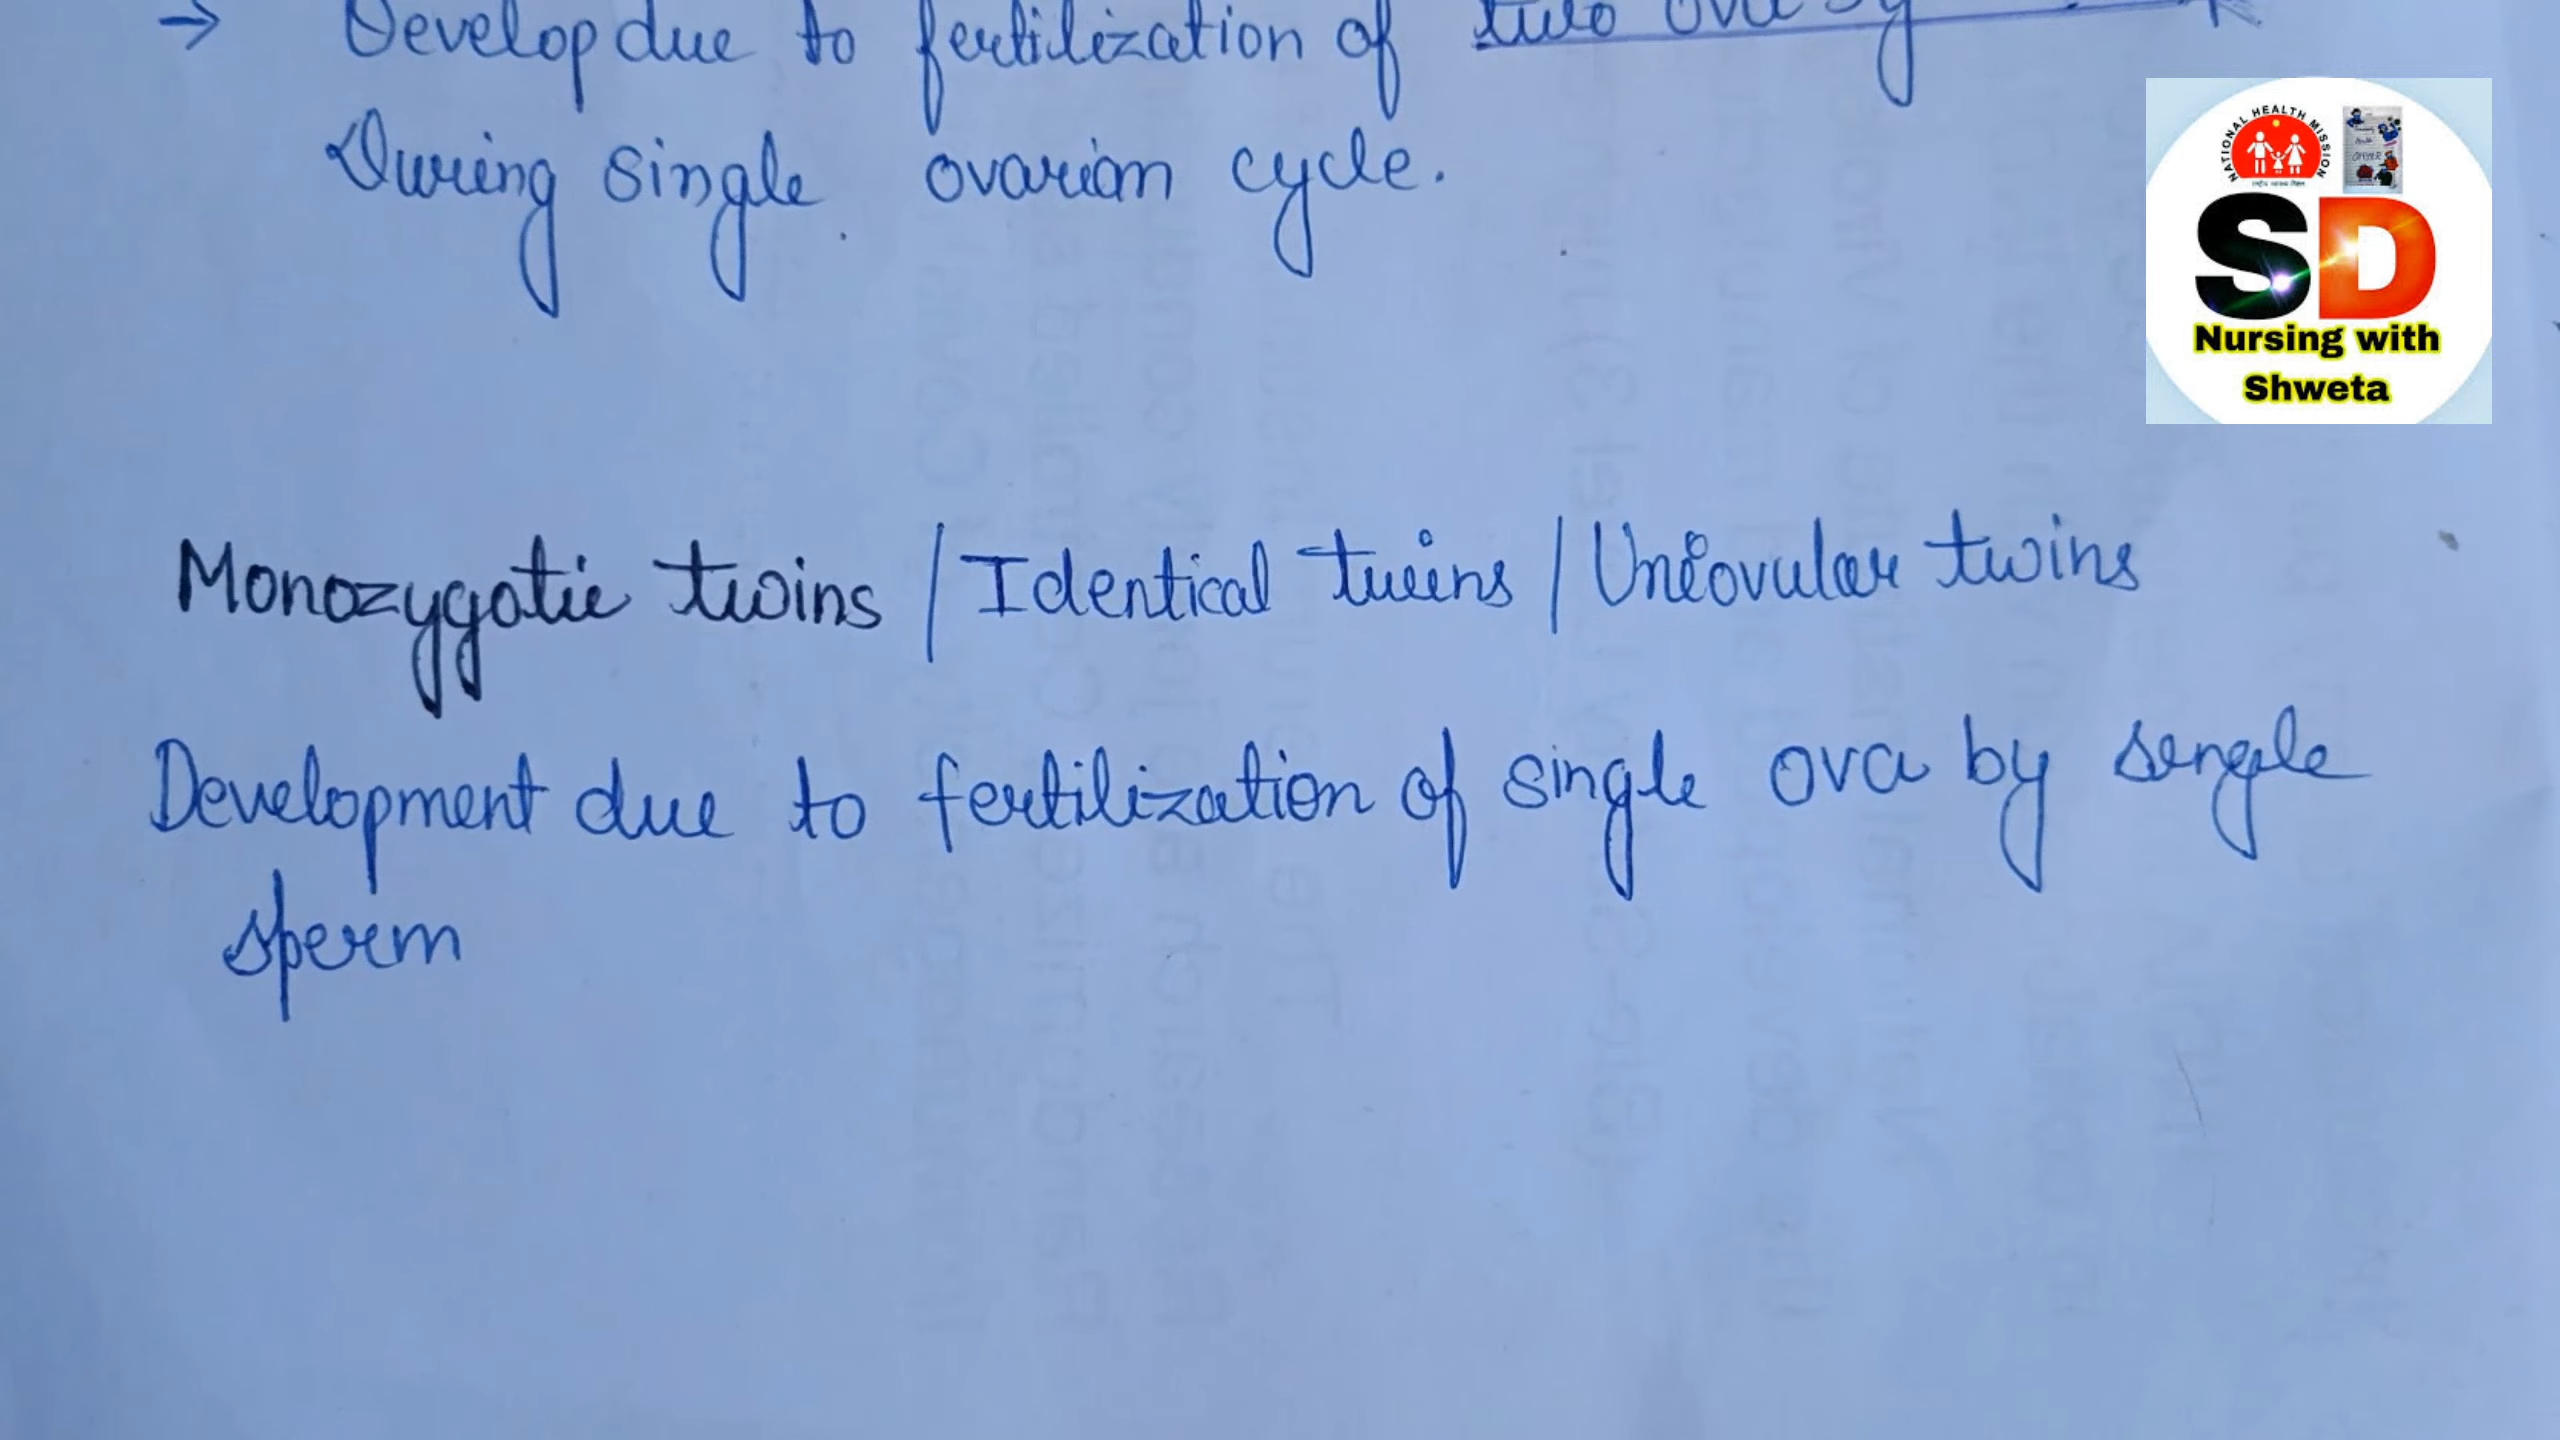 → Develop due to fertilization of two ova by
During single ovarian cycle.
NATIONAL HEALTH MISSION
SD
Nursing with
Shweta
Monozygotic twins / Identical twins / Uniovular twins
Development due to fertilization of single ova by single
sperm